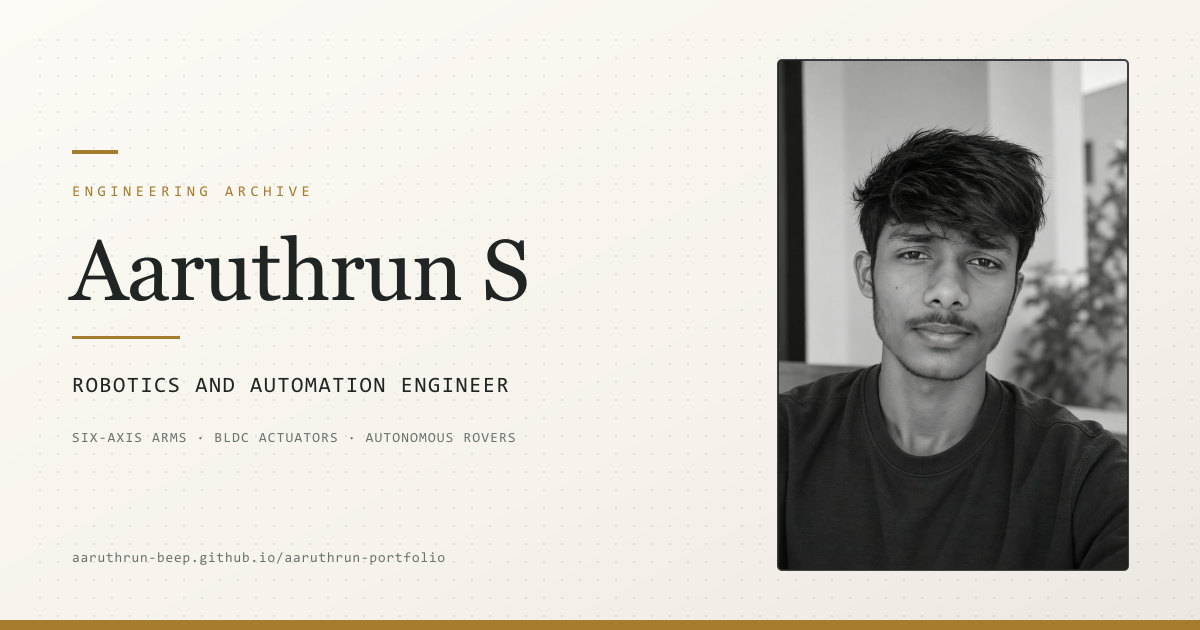 ENGINEERING ARCHIVE
Aaruthrun S
ROBOTICS AND AUTOMATION ENGINEER
SIX-AXIS ARMS · BLDC ACTUATORS · AUTONOMOUS ROVERS
aaruthrun-beep.github.io/aaruthrun-portfolio